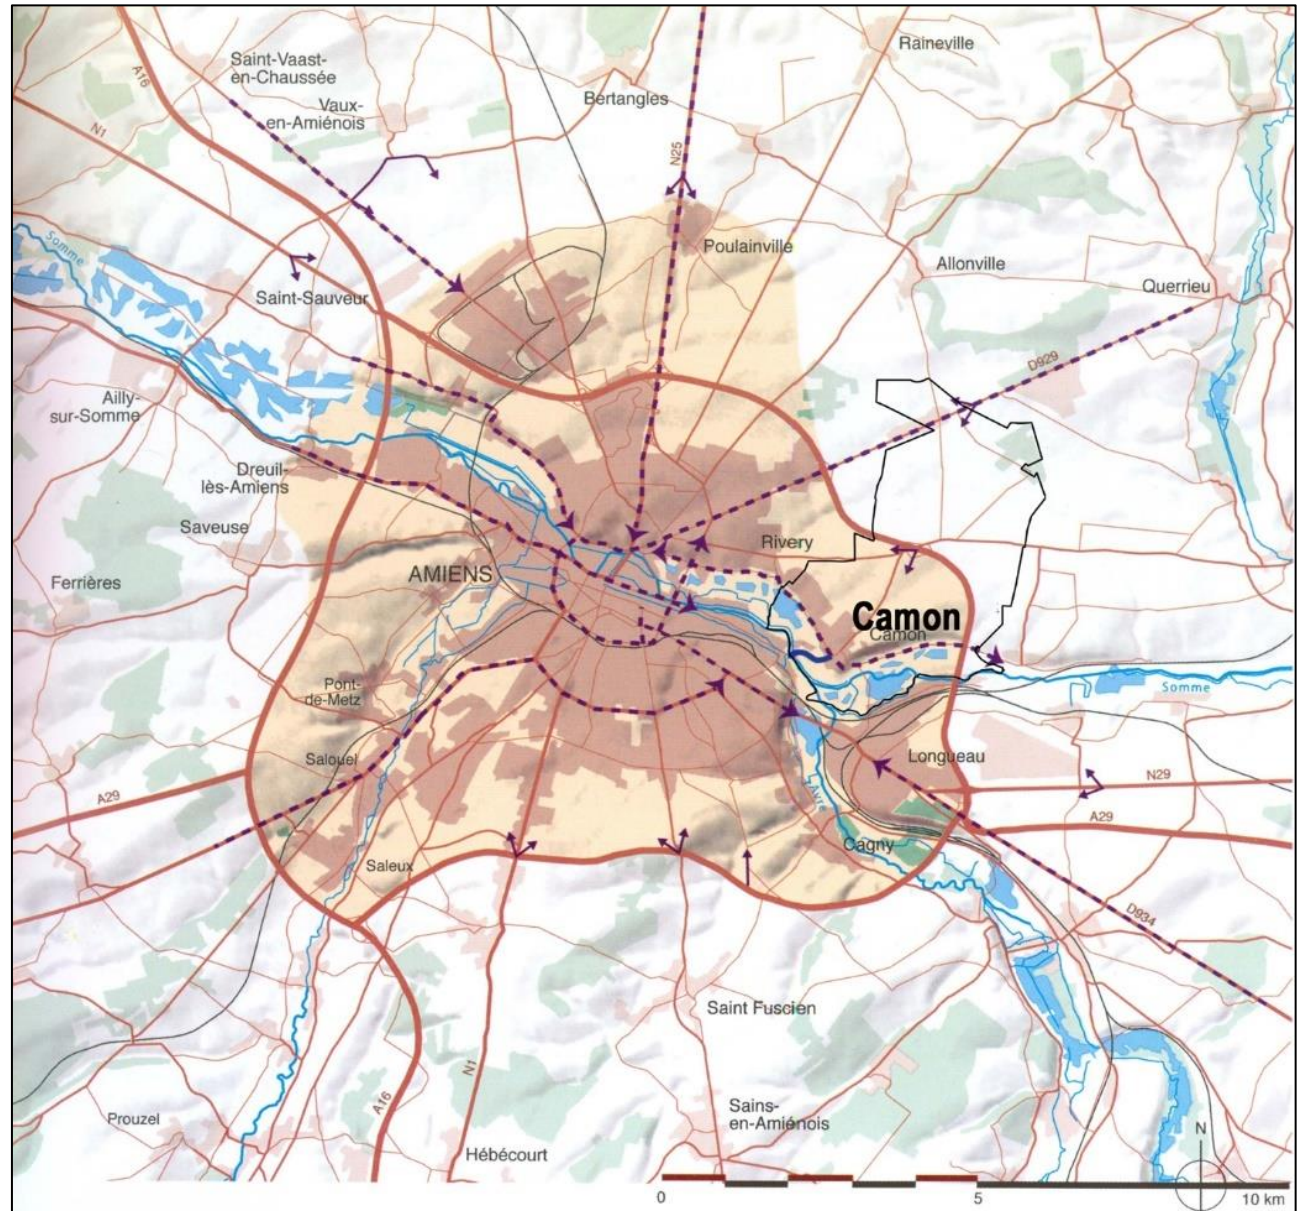 Raineville
Saint-Vaast-
en-Chaussée
A16
Bertangles
Vaux-
en-Amiénois
N1
N25
Somme
Poulainville
Allonville
Querrieu
Saint-Sauveur
D929
Ailly-
sur-Somme
Dreuil-
lès-Amiens
Saveuse
Rivery
Ferrières
AMIENS
Camon
Camon
Pont-
de-Metz
Somme
Salouel
Longueau
N29
A29
Avre
A29
Cagny
Saleux
D934
Saint Fuscien
N1
A16
Prouzel
Sains-
en-Amiénois
N
Hébécourt
0
5
10 km